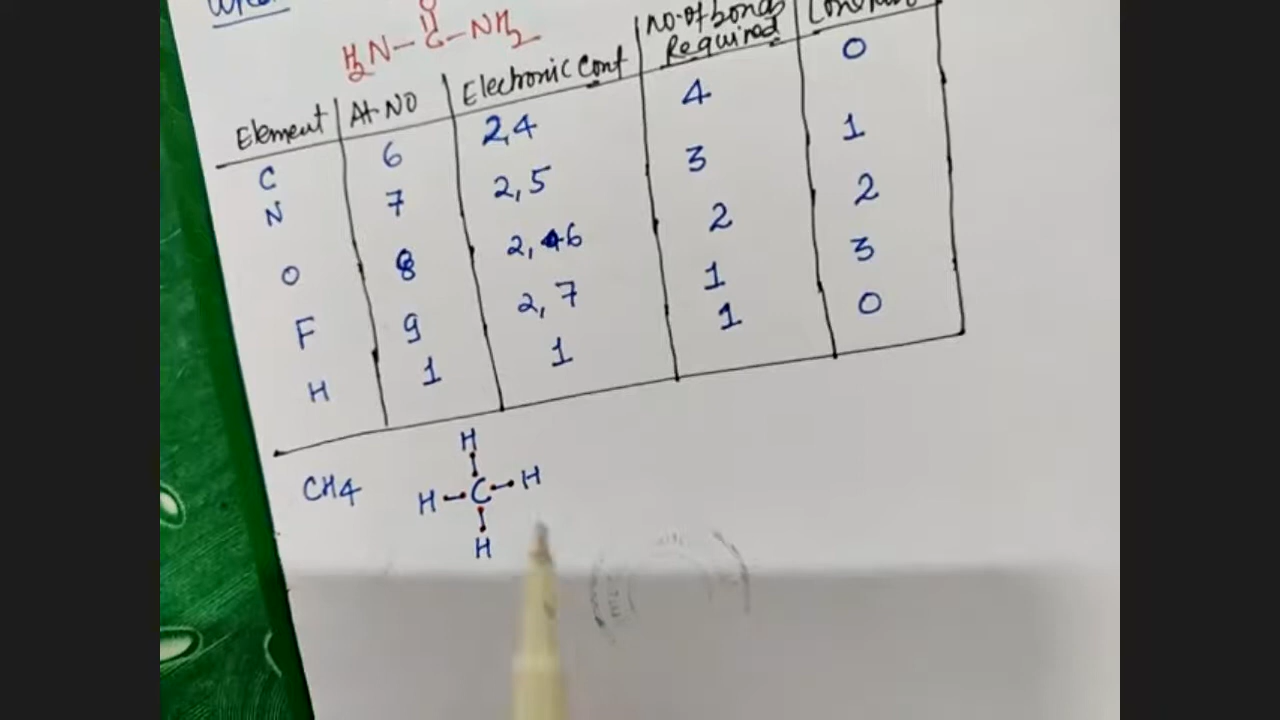 H₂N-C-NH₂
Element At·NO Electronic Conf No·of bonds Required
C 6 2,4 4 0
N 7 2,5 3 1
O 8 2,6 2 2
F 9 2,7 1 3
H 1 1 1 0
CH4
H
H-C-H
H